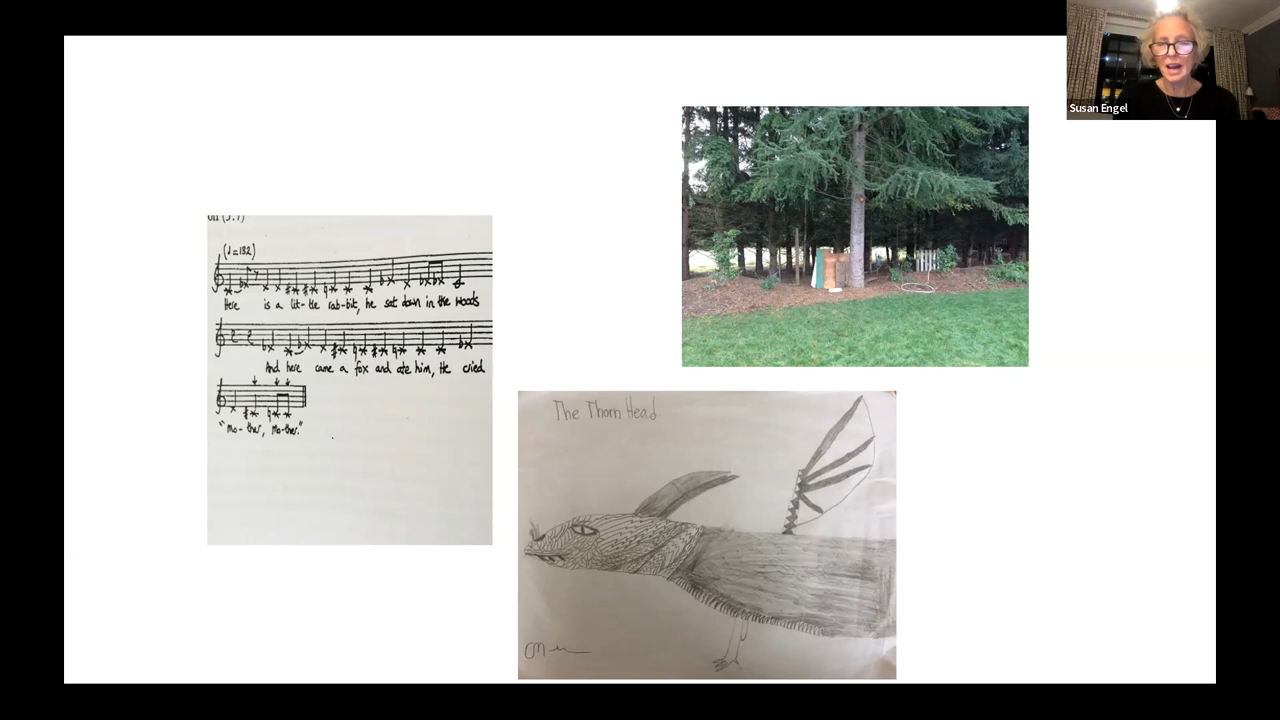 Susan Engel
(♩=132)
Here is a lit-tle rab-bit, he sat down in the woods
And here came a fox and ate him, He cried
"Mo-ther, Mo-ther."
The Thorn Head